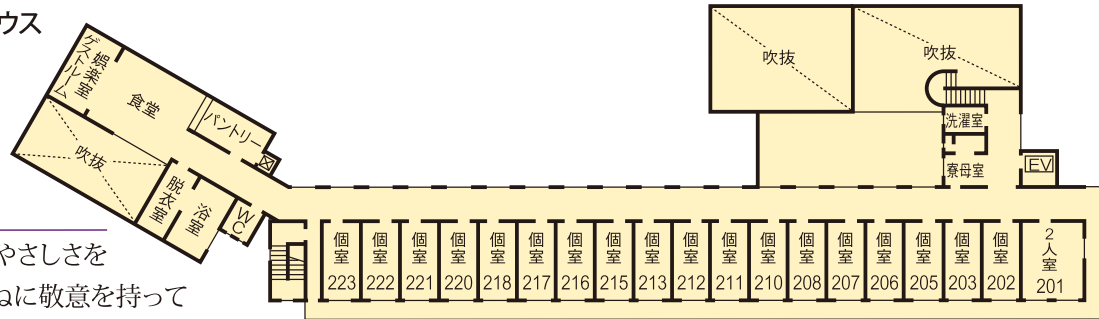 ウス
ゲストルーム
娯楽室
食堂
パントリー
吹抜
脱衣室
浴室
WC
吹抜
吹抜
洗濯室
寮母室
EV
個室 223
個室 222
個室 221
個室 220
個室 218
個室 217
個室 216
個室 215
個室 213
個室 212
個室 211
個室 210
個室 208
個室 207
個室 206
個室 205
個室 203
個室 202
2人室 201
やさしさを
ねに敬意を持って